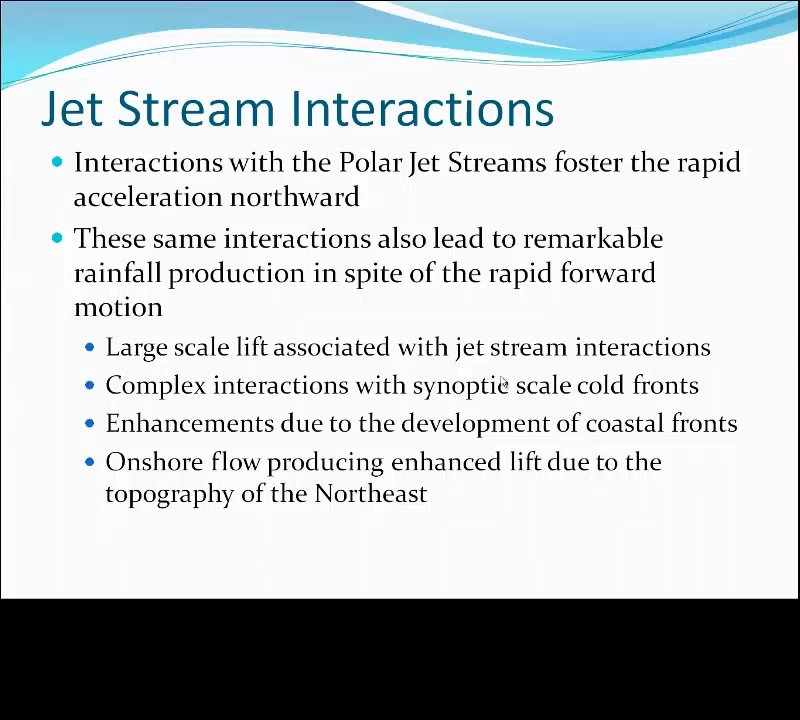 Jet Stream Interactions
Interactions with the Polar Jet Streams foster the rapid
acceleration northward
These same interactions also lead to remarkable
rainfall production in spite of the rapid forward
motion
Large scale lift associated with jet stream interactions
Complex interactions with synoptic scale cold fronts
Enhancements due to the development of coastal fronts
Onshore flow producing enhanced lift due to the
topography of the Northeast